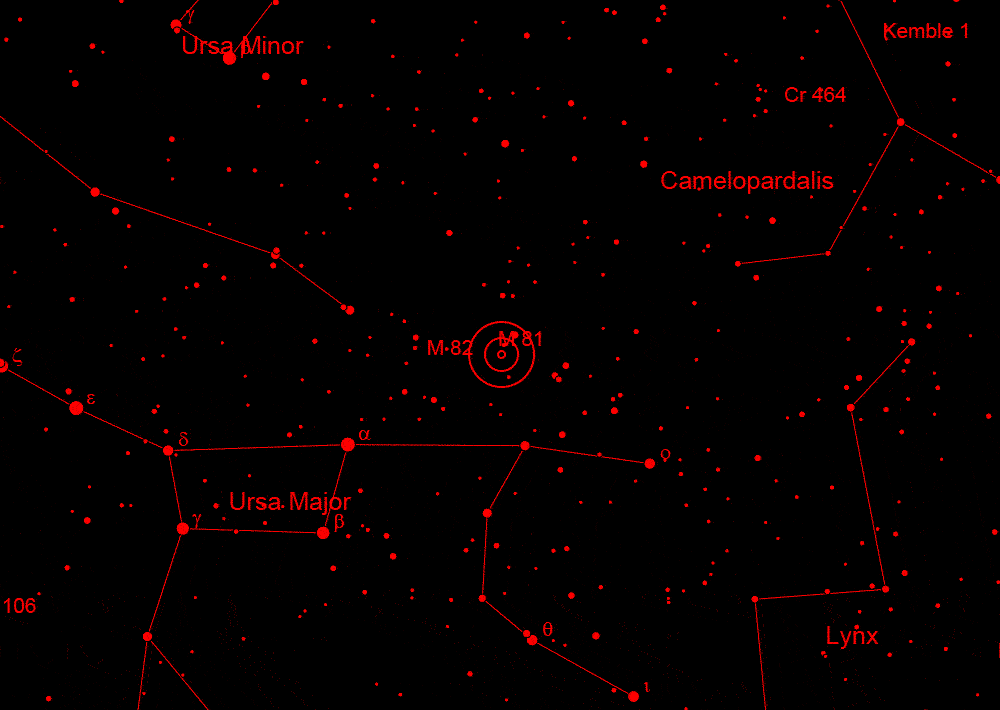 γ
β
Ursa Minor
Kemble 1
Cr 464
Camelopardalis
M 81
M 82
ζ
ε
δ
α
ο
Ursa Major
γ
β
106
θ
Lynx
ι